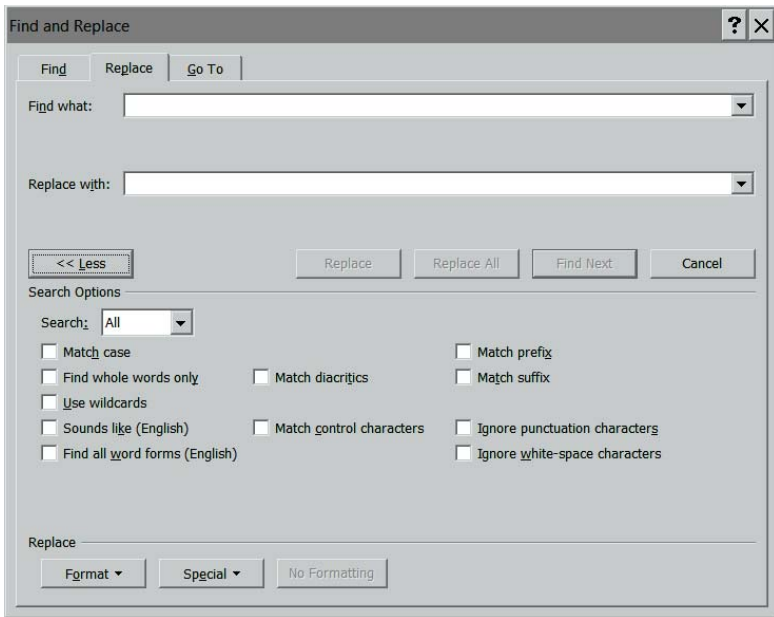 Find and Replace
Find Replace Go To
Find what:
Replace with:
<< Less Replace Replace All Find Next Cancel
Search Options
Search: All
Match case Match prefix
Find whole words only Match diacritics Match suffix
Use wildcards
Sounds like (English) Match control characters Ignore punctuation characters
Find all word forms (English) Ignore white-space characters
Replace
Format Special No Formatting